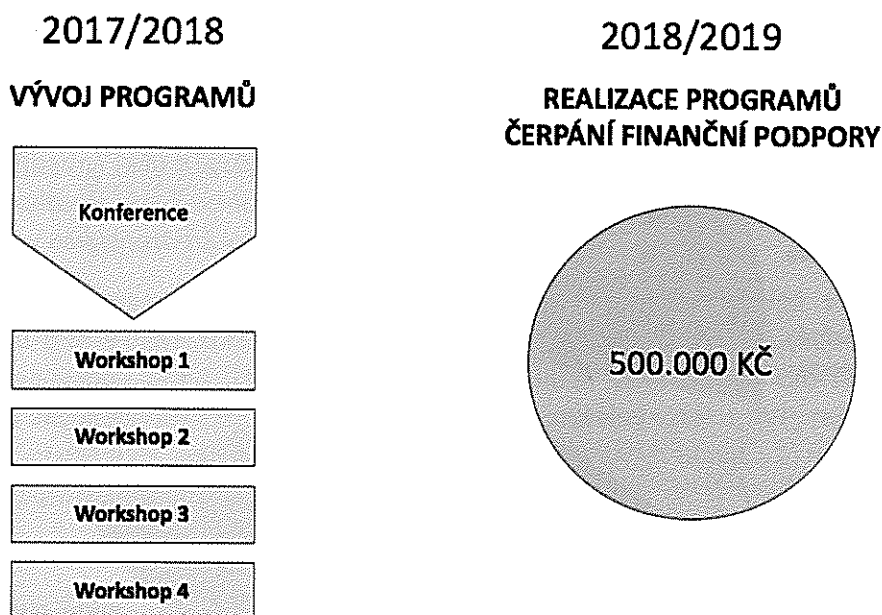 2017/2018
VÝVOJ PROGRAMŮ
Konference
Workshop 1
Workshop 2
Workshop 3
Workshop 4
2018/2019
REALIZACE PROGRAMŮ
ČERPÁNÍ FINANČNÍ PODPORY
500.000 KČ